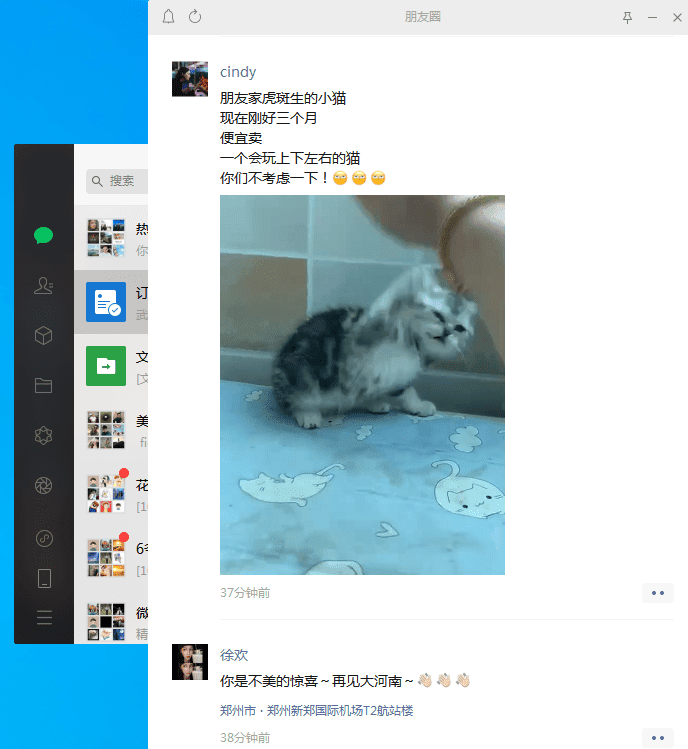 朋友圈
cindy
朋友家虎斑生的小猫
现在刚好三个月
便宜卖
一个会玩上下左右的猫
你们不考虑一下！🙄🙄🙄
37分钟前
徐欢
你是不美的惊喜～再见大河南～👋🏻👋🏻👋🏻
郑州市 · 郑州新郑国际机场T2航站楼
38分钟前
搜索
热
你
订
武
文
[文
美
fi
花
[1
6
[1
微
精